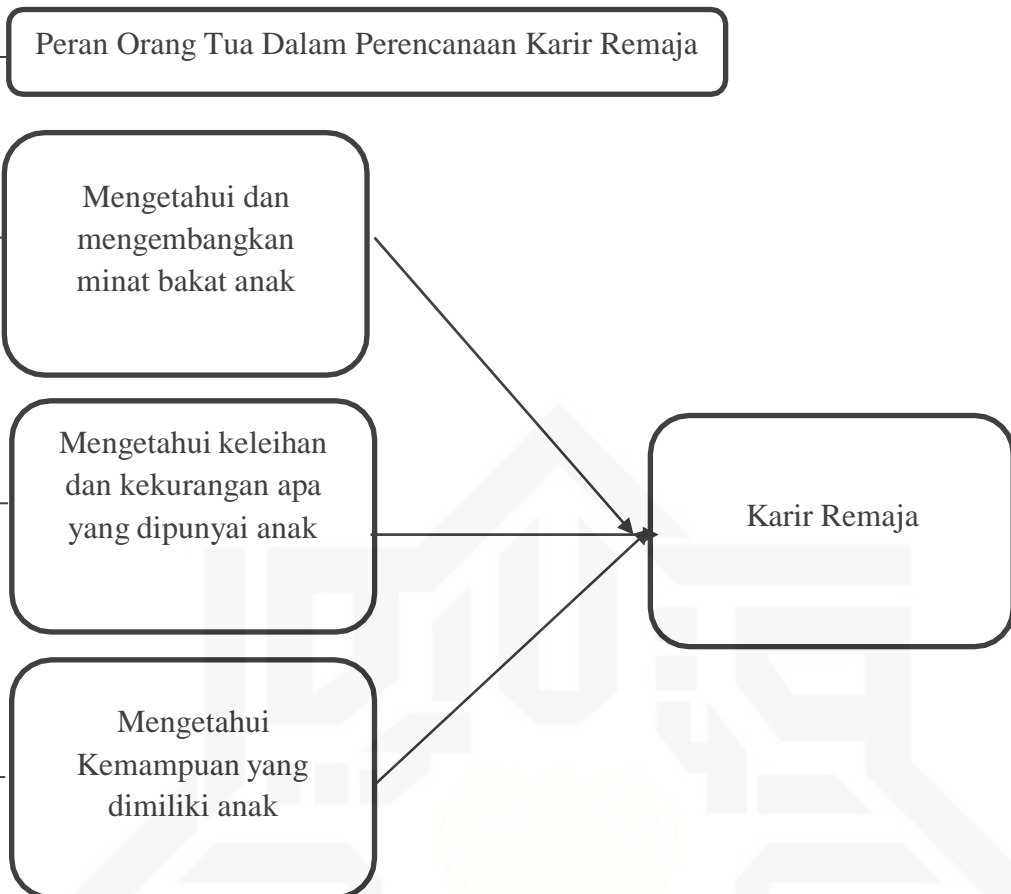 Peran Orang Tua Dalam Perencanaan Karir Remaja
Mengetahui dan
mengembangkan
minat bakat anak
Mengetahui keleihan
dan kekurangan apa
yang dipunyai anak
Karir Remaja
Mengetahui
Kemampuan yang
dimiliki anak